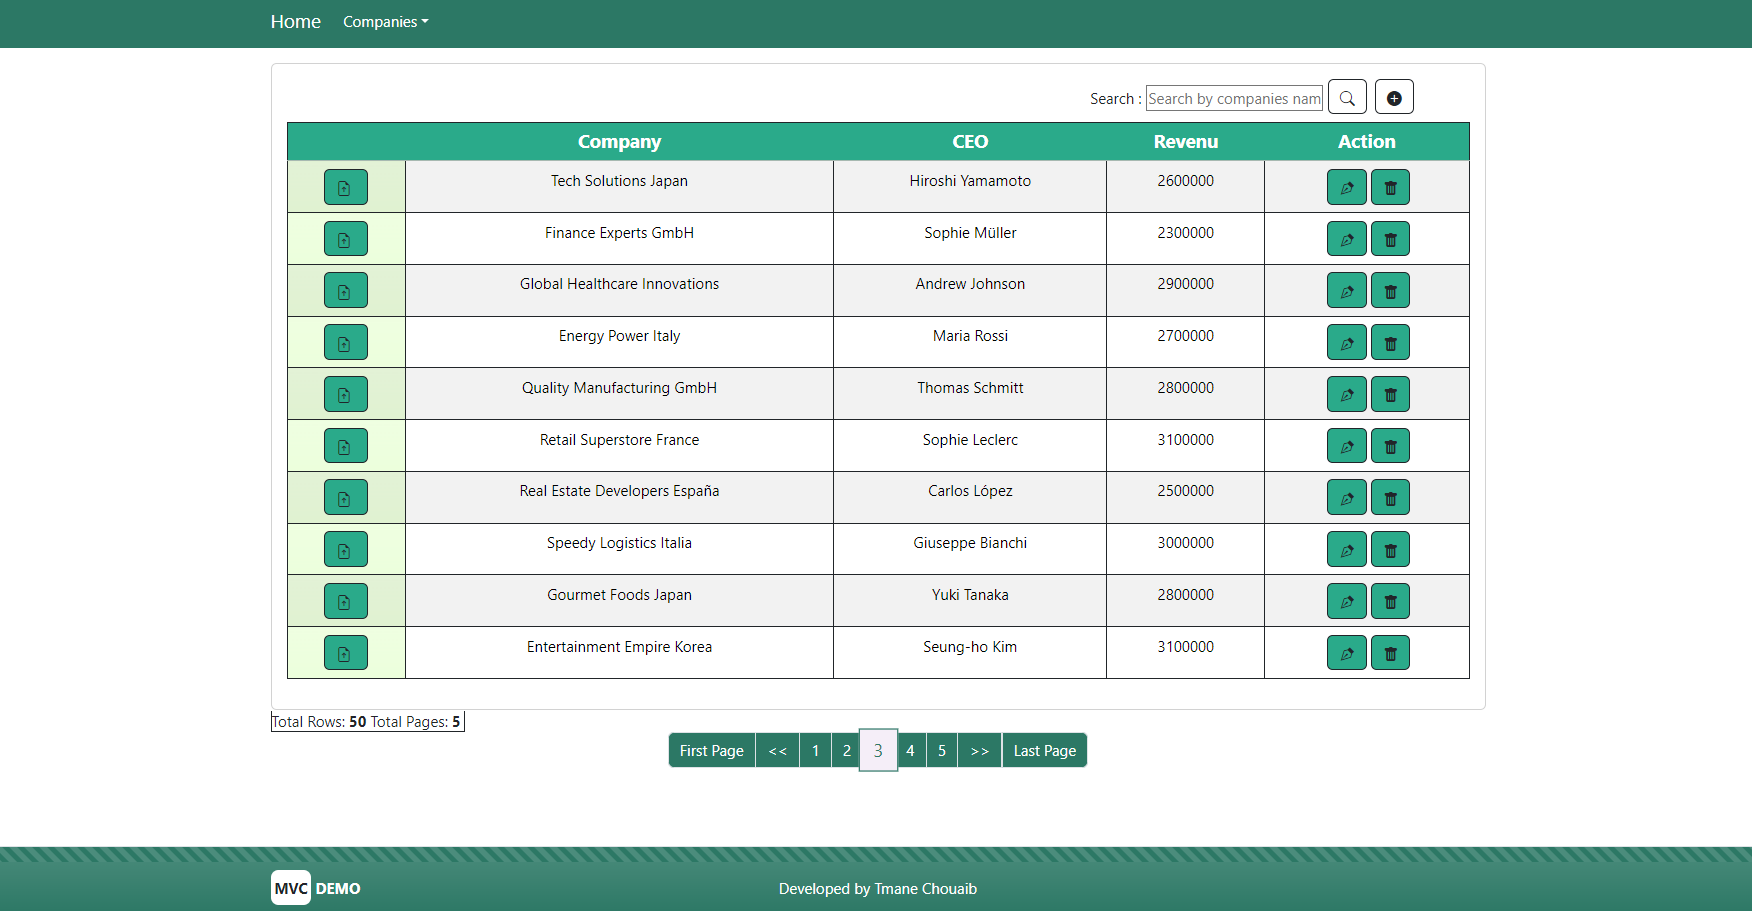 Home Companies
Search : Search by companies nam
Company CEO Revenu Action
Tech Solutions Japan Hiroshi Yamamoto 2600000
Finance Experts GmbH Sophie Müller 2300000
Global Healthcare Innovations Andrew Johnson 2900000
Energy Power Italy Maria Rossi 2700000
Quality Manufacturing GmbH Thomas Schmitt 2800000
Retail Superstore France Sophie Leclerc 3100000
Real Estate Developers España Carlos López 2500000
Speedy Logistics Italia Giuseppe Bianchi 3000000
Gourmet Foods Japan Yuki Tanaka 2800000
Entertainment Empire Korea Seung-ho Kim 3100000
Total Rows: 50 Total Pages: 5
First Page << 1 2 3 4 5 >> Last Page
MVC DEMO Developed by Tmane Chouaib